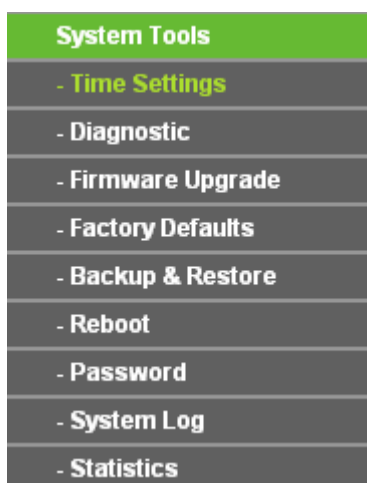 System Tools
- Time Settings
- Diagnostic
- Firmware Upgrade
- Factory Defaults
- Backup & Restore
- Reboot
- Password
- System Log
- Statistics